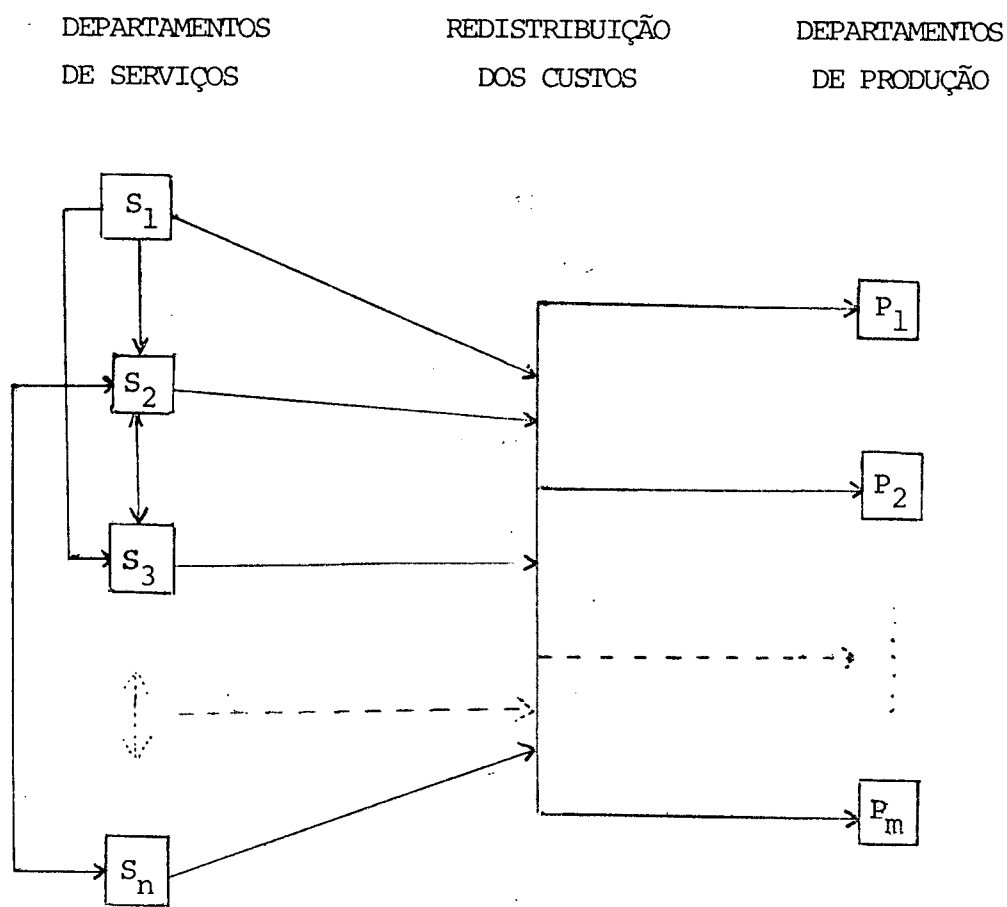 DEPARTAMENTOS
DE SERVIÇOS
REDISTRIBUIÇÃO
DOS CUSTOS
DEPARTAMENTOS
DE PRODUÇÃO
S1
P1
S2
P2
S3
Pm
Sn